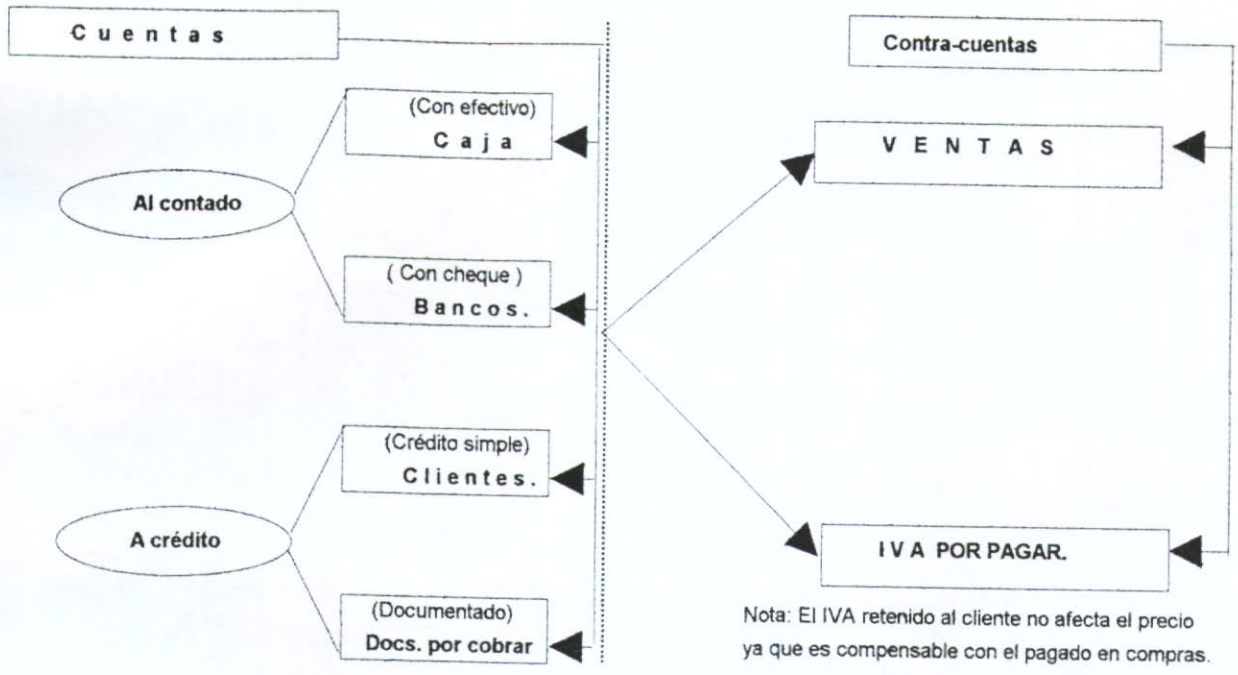 Cuentas
Contra-cuentas
(Con efectivo)
Caja
VENTAS
Al contado
( Con cheque )
Bancos.
(Crédito simple)
Clientes.
A crédito
IVA POR PAGAR.
(Documentado)
Docs. por cobrar
Nota: El IVA retenido al cliente no afecta el precio
ya que es compensable con el pagado en compras.